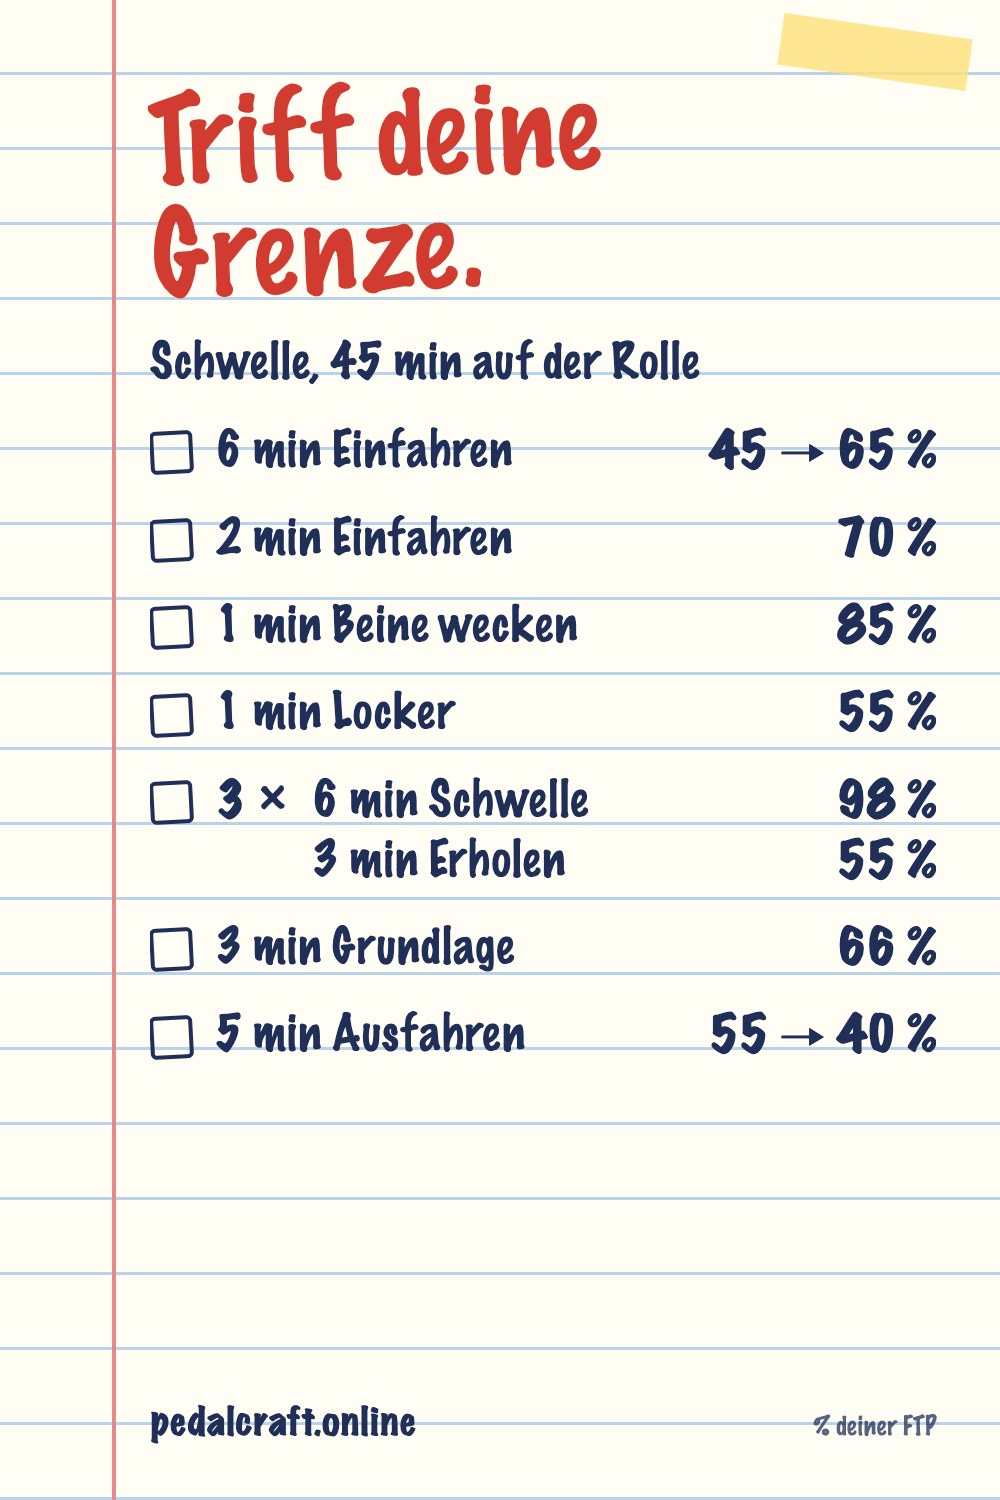 Triff deine
Grenze.
Schwelle, 45 min auf der Rolle
6 min Einfahren 45 → 65 %
2 min Einfahren 70 %
1 min Beine wecken 85 %
1 min Locker 55 %
3 × 6 min Schwelle 98 %
3 min Erholen 55 %
3 min Grundlage 66 %
5 min Ausfahren 55 → 40 %
pedalcraft.online % deiner FTP